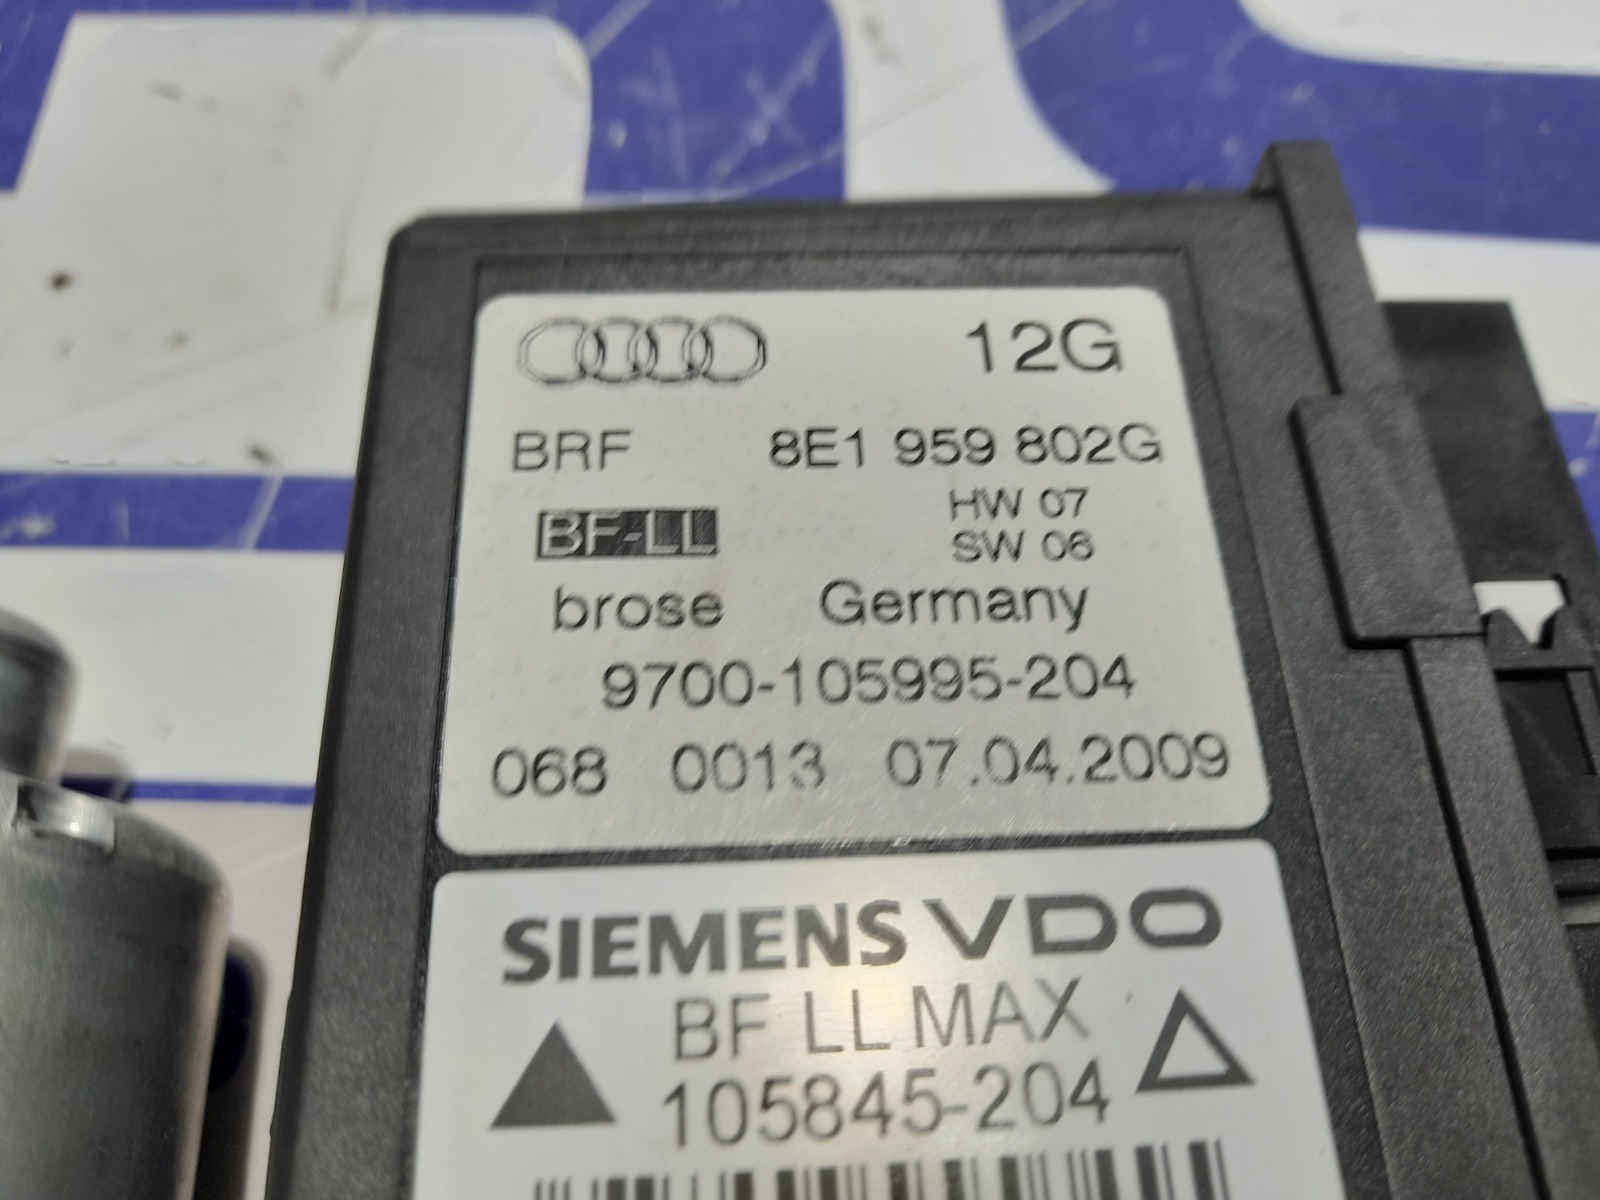 12G
BRF 8E1 959 802G
HW 07
BF-LL
SW 06
brose Germany
9700-105995-204
068 0013 07.04.2009
SIEMENS VDO
BF LL MAX
105845-204